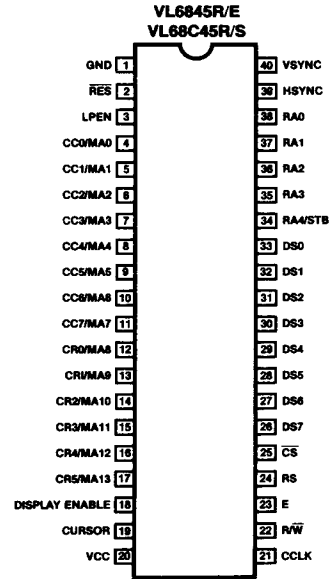 VL6845R/E
VL68C45R/S
GND 1 40 VSYNC
R̅E̅S̅ 2 39 HSYNC
LPEN 3 38 RA0
CC0/MA0 4 37 RA1
CC1/MA1 5 36 RA2
CC2/MA2 6 35 RA3
CC3/MA3 7 34 RA4/STB
CC4/MA4 8 33 DS0
CC5/MA5 9 32 DS1
CC6/MA6 10 31 DS2
CC7/MA7 11 30 DS3
CR0/MA8 12 29 DS4
CRI/MA9 13 28 DS5
CR2/MA10 14 27 DS6
CR3/MA11 15 26 DS7
CR4/MA12 16 25 C̅S̅
CR5/MA13 17 24 RS
DISPLAY ENABLE 18 23 E
CURSOR 19 22 R/W̅
VCC 20 21 CCLK